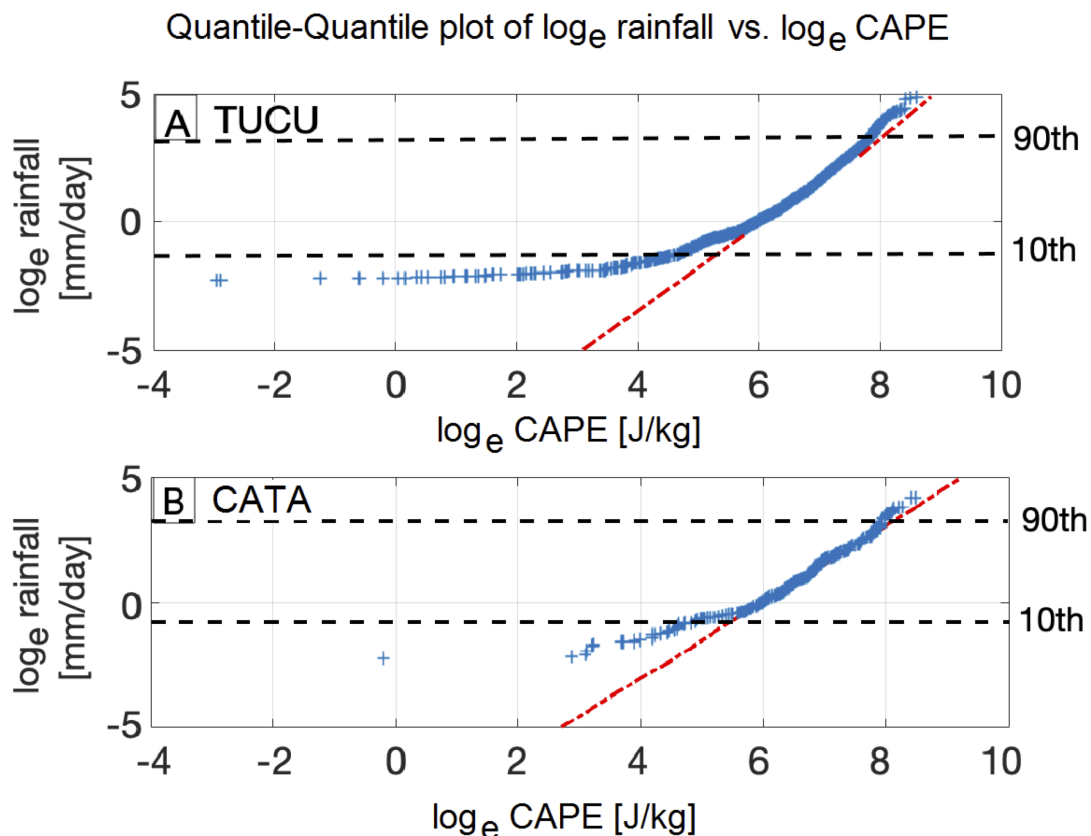 Quantile-Quantile plot of loge rainfall vs. loge CAPE
A TUCU
loge rainfall
[mm/day]
5
0
-5
90th
10th
-4 -2 0 2 4 6 8 10
loge CAPE [J/kg]
B CATA
loge rainfall
[mm/day]
5
0
-5
90th
10th
-4 -2 0 2 4 6 8 10
loge CAPE [J/kg]